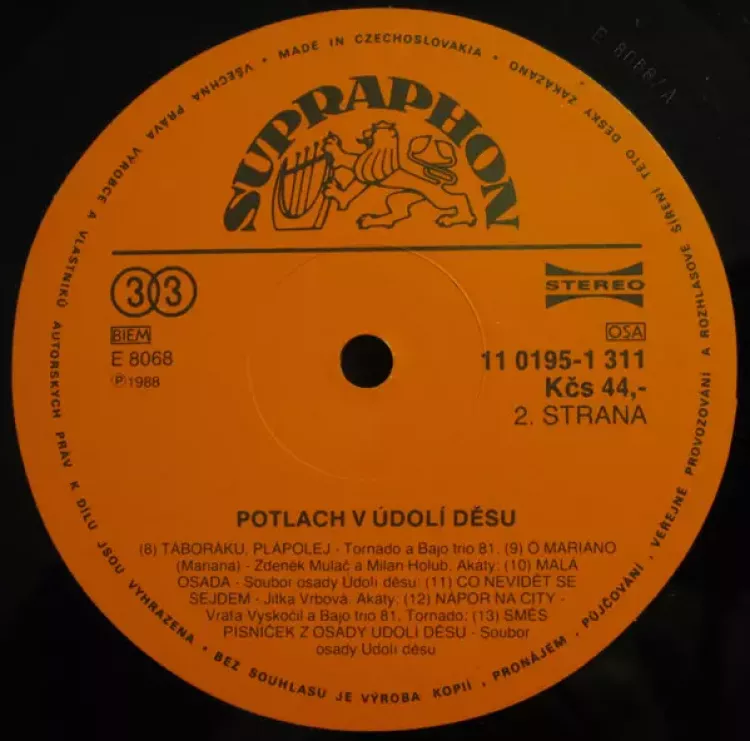 VŠECHNA PRÁVA VÝROBCE A VLASTNÍKŮ AUTORSKÝCH PRÁV K DÍLU JSOU VYHRAZENA • BEZ SOUHLASU JE VÝROBA KOPIÍ, PRONÁJEM, PŮJČOVÁNÍ, VEŘEJNÉ PROVOZOVÁNÍ A ROZHLASOVÉ ŠÍŘENÍ TÉTO DESKY ZAKÁZÁNO • MADE IN CZECHOSLOVAKIA •
SUPRAPHON
33 STEREO
BIEM OSA
E 8068 11 0195-1 311
Ⓟ1988 Kčs 44,-
2. STRANA
POTLACH V ÚDOLÍ DĚSU
(8) TÁBORÁKU, PLÁPOLEJ - Tornádo a Bajo trio 81. (9) Ó MARIANO
(Mariana) - Zdeněk Mulač a Milan Holub. Akáty: (10) MALÁ
OSADA - Soubor osady Údolí děsu: (11) CO NEVIDĚT SE
SEJDEM - Jitka Vrbová. Akáty: (12) NÁPOR NA CITY -
Vráťa Vyskočil a Bajo trio 81. Tornádo: (13) SMĚS
PÍSNIČEK Z OSADY ÚDOLÍ DĚSU - Soubor
osady Údolí děsu